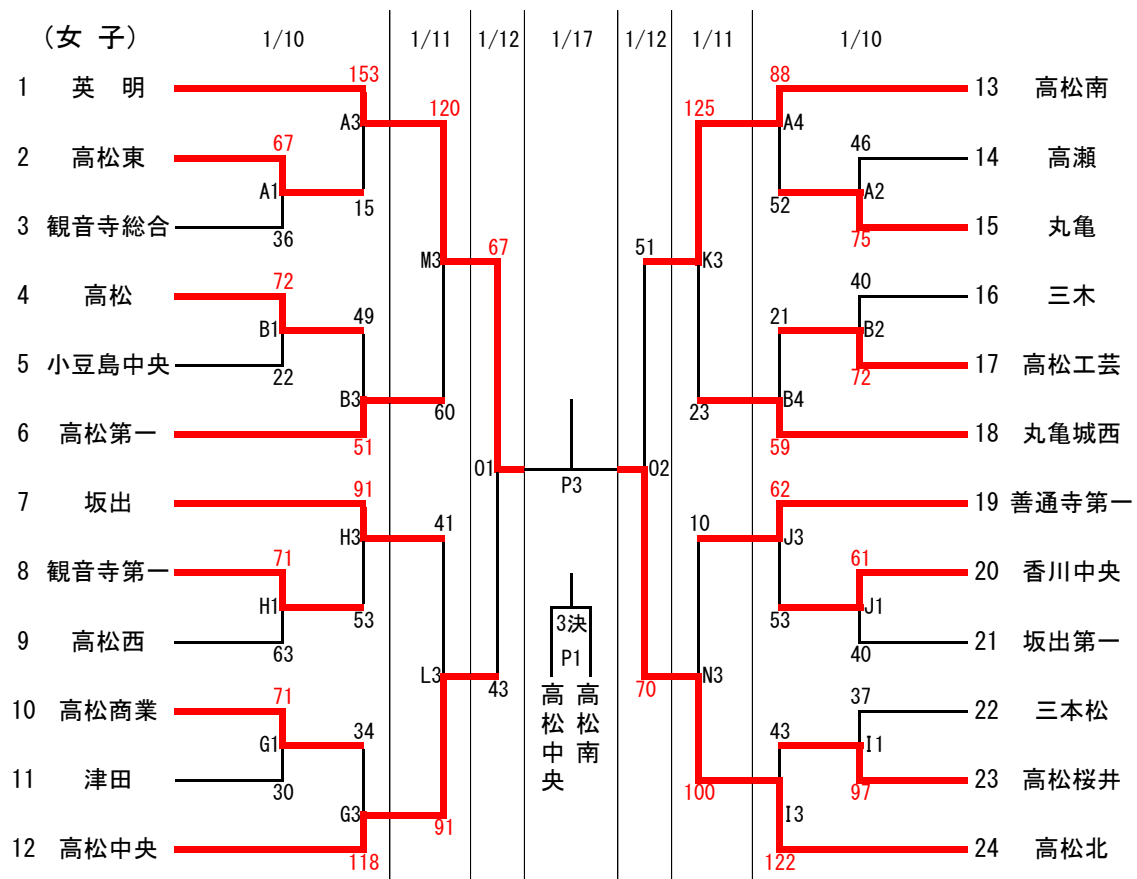 （女 子）
1/10
1/11
1/12
1/17
1/12
1/11
1/10
1 英 明
2 高松東
3 観音寺総合
4 高松
5 小豆島中央
6 高松第一
7 坂出
8 観音寺第一
9 高松西
10 高松商業
11 津田
12 高松中央
153
A3
15
67
A1
36
72
B1
22
49
B3
51
91
H3
53
71
H1
63
71
G1
30
34
G3
118
120
M3
60
41
L3
91
67
O1
43
P3
3決
P1
高松中央
高松南
51
O2
70
125
K3
23
10
N3
100
88
A4
52
46
A2
75
21
B4
59
40
B2
72
62
J3
53
61
J1
40
43
I3
122
37
I1
97
13 高松南
14 高瀬
15 丸亀
16 三木
17 高松工芸
18 丸亀城西
19 善通寺第一
20 香川中央
21 坂出第一
22 三本松
23 高松桜井
24 高松北